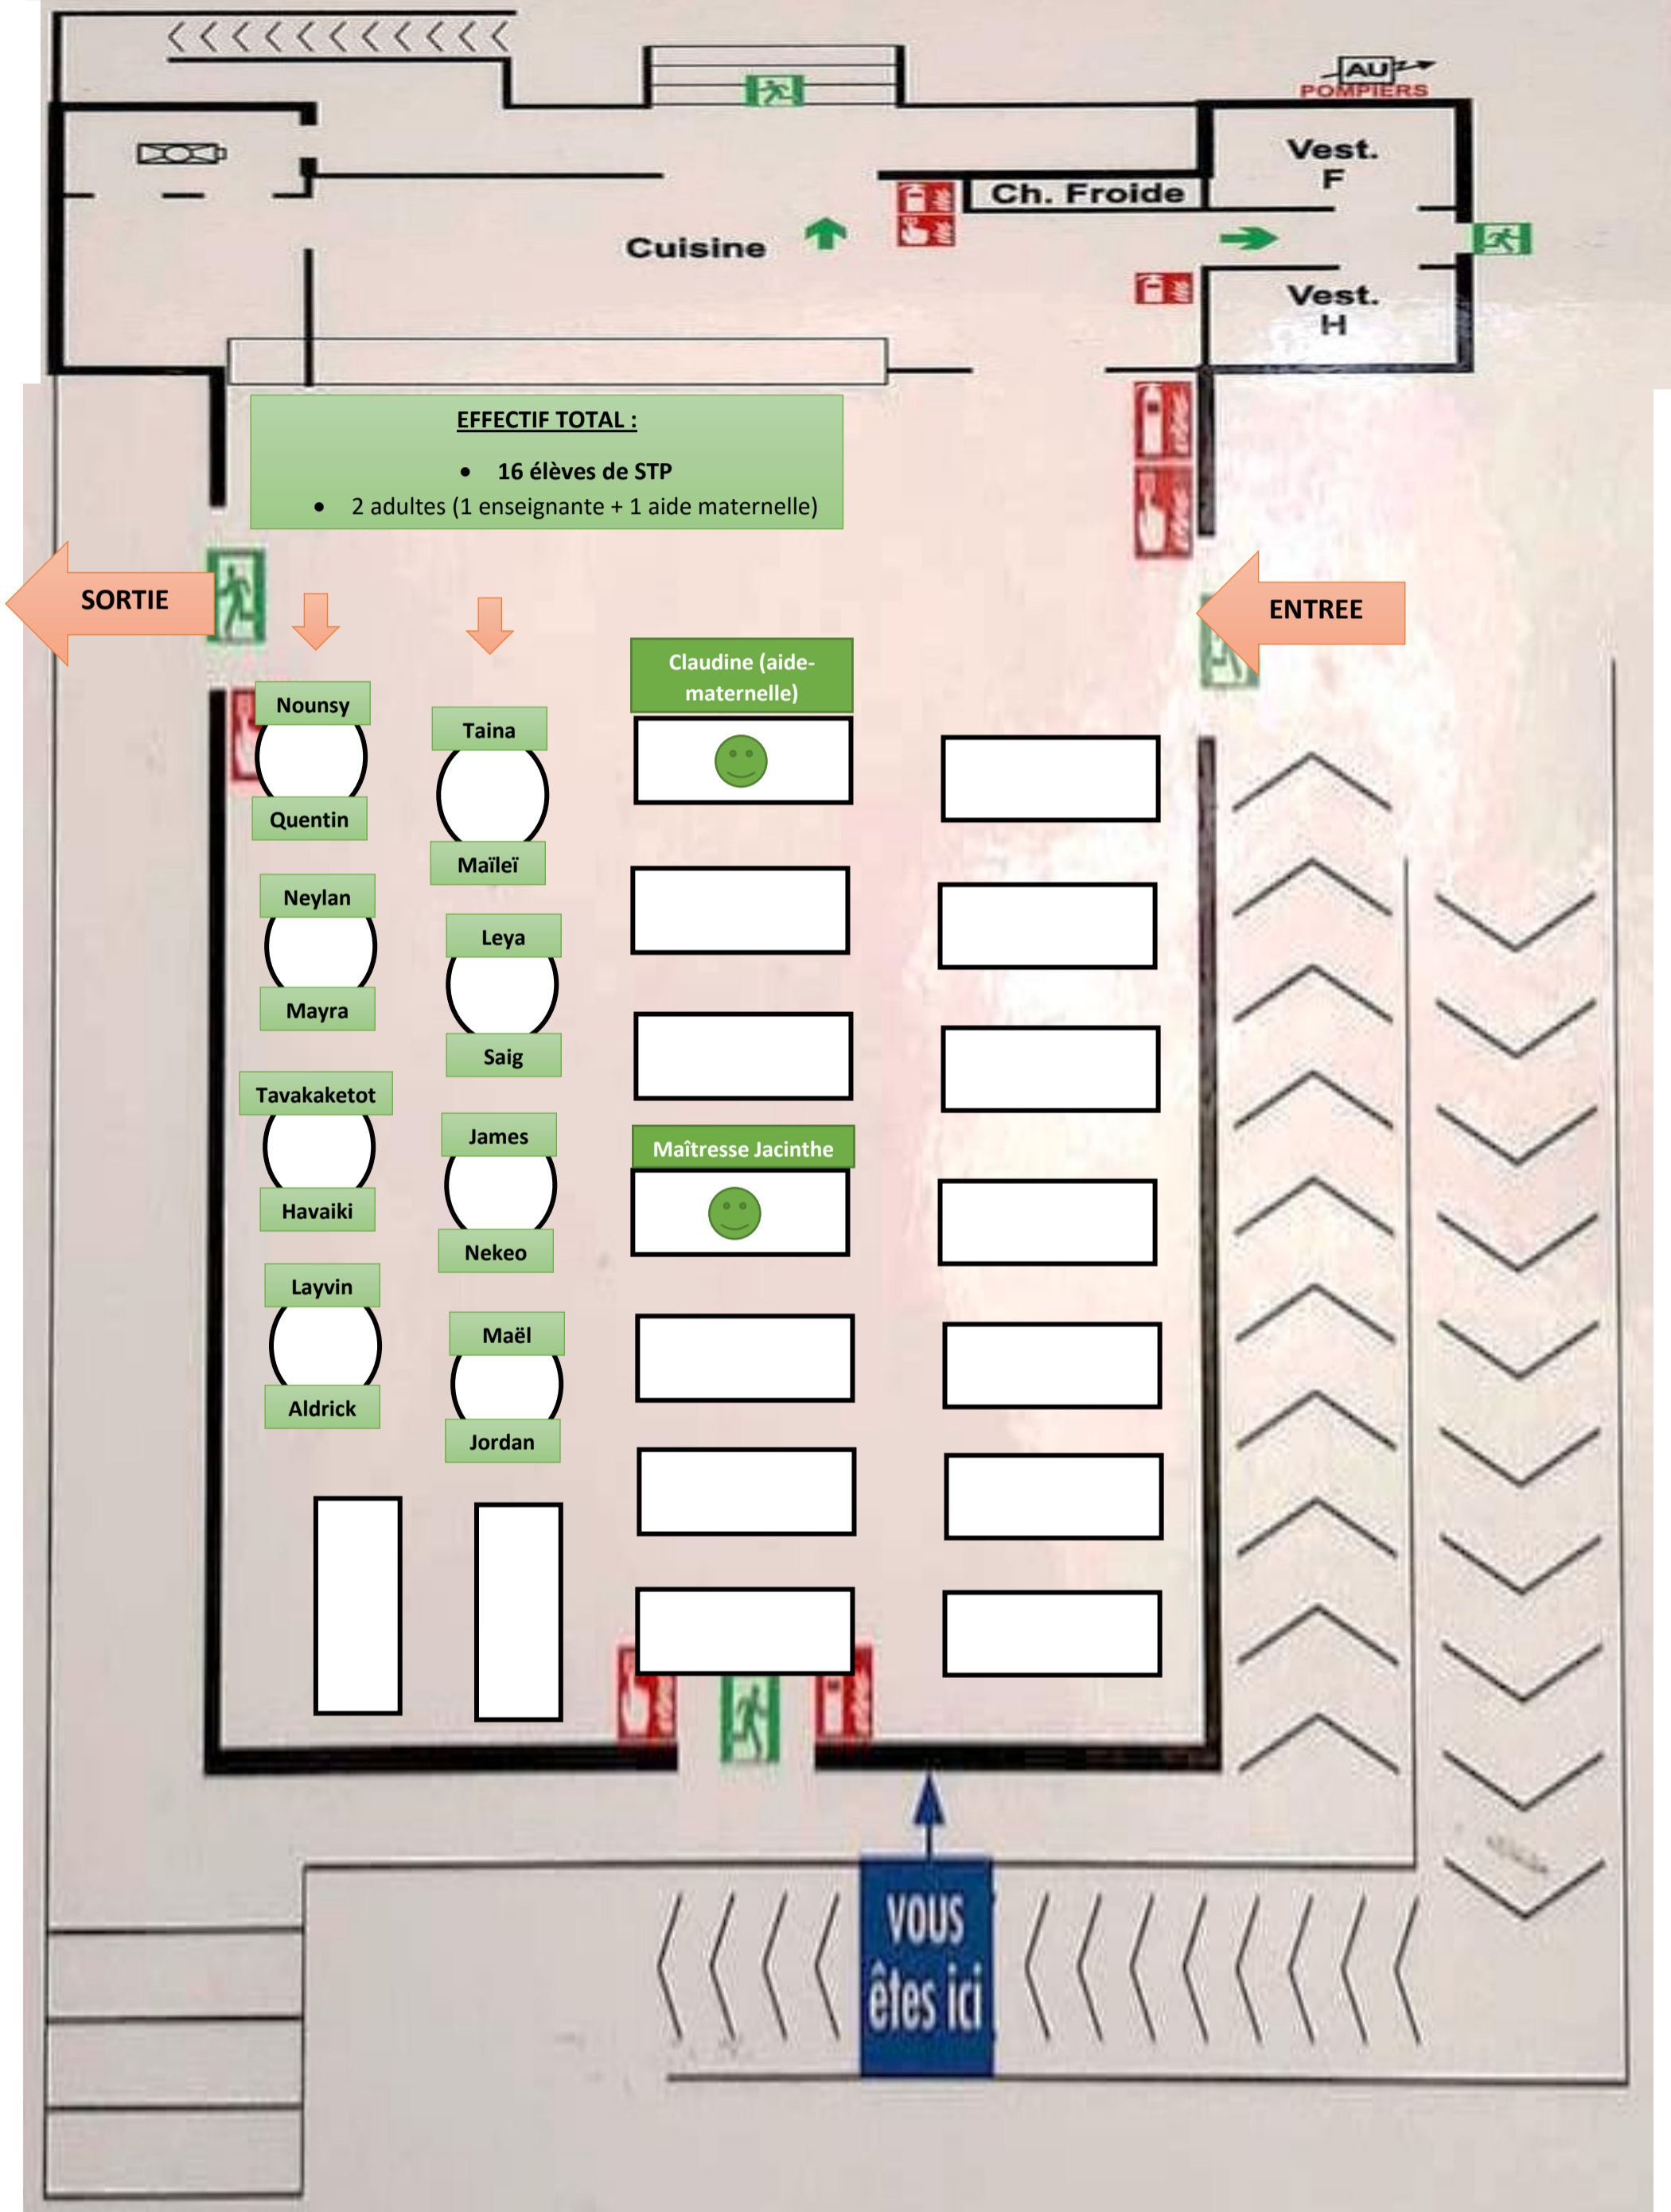 AU
POMPIERS
Vest.
F
Ch. Froide
Cuisine
Vest.
H
EFFECTIF TOTAL :
• 16 élèves de STP
• 2 adultes (1 enseignante + 1 aide maternelle)
SORTIE
ENTREE
Claudine (aide-
maternelle)
Nounsy
Taina
Quentin
Maïleï
Neylan
Leya
Mayra
Saig
Tavakaketot
James
Maîtresse Jacinthe
Havaiki
Nekeo
Layvin
Maël
Aldrick
Jordan
vous
êtes ici